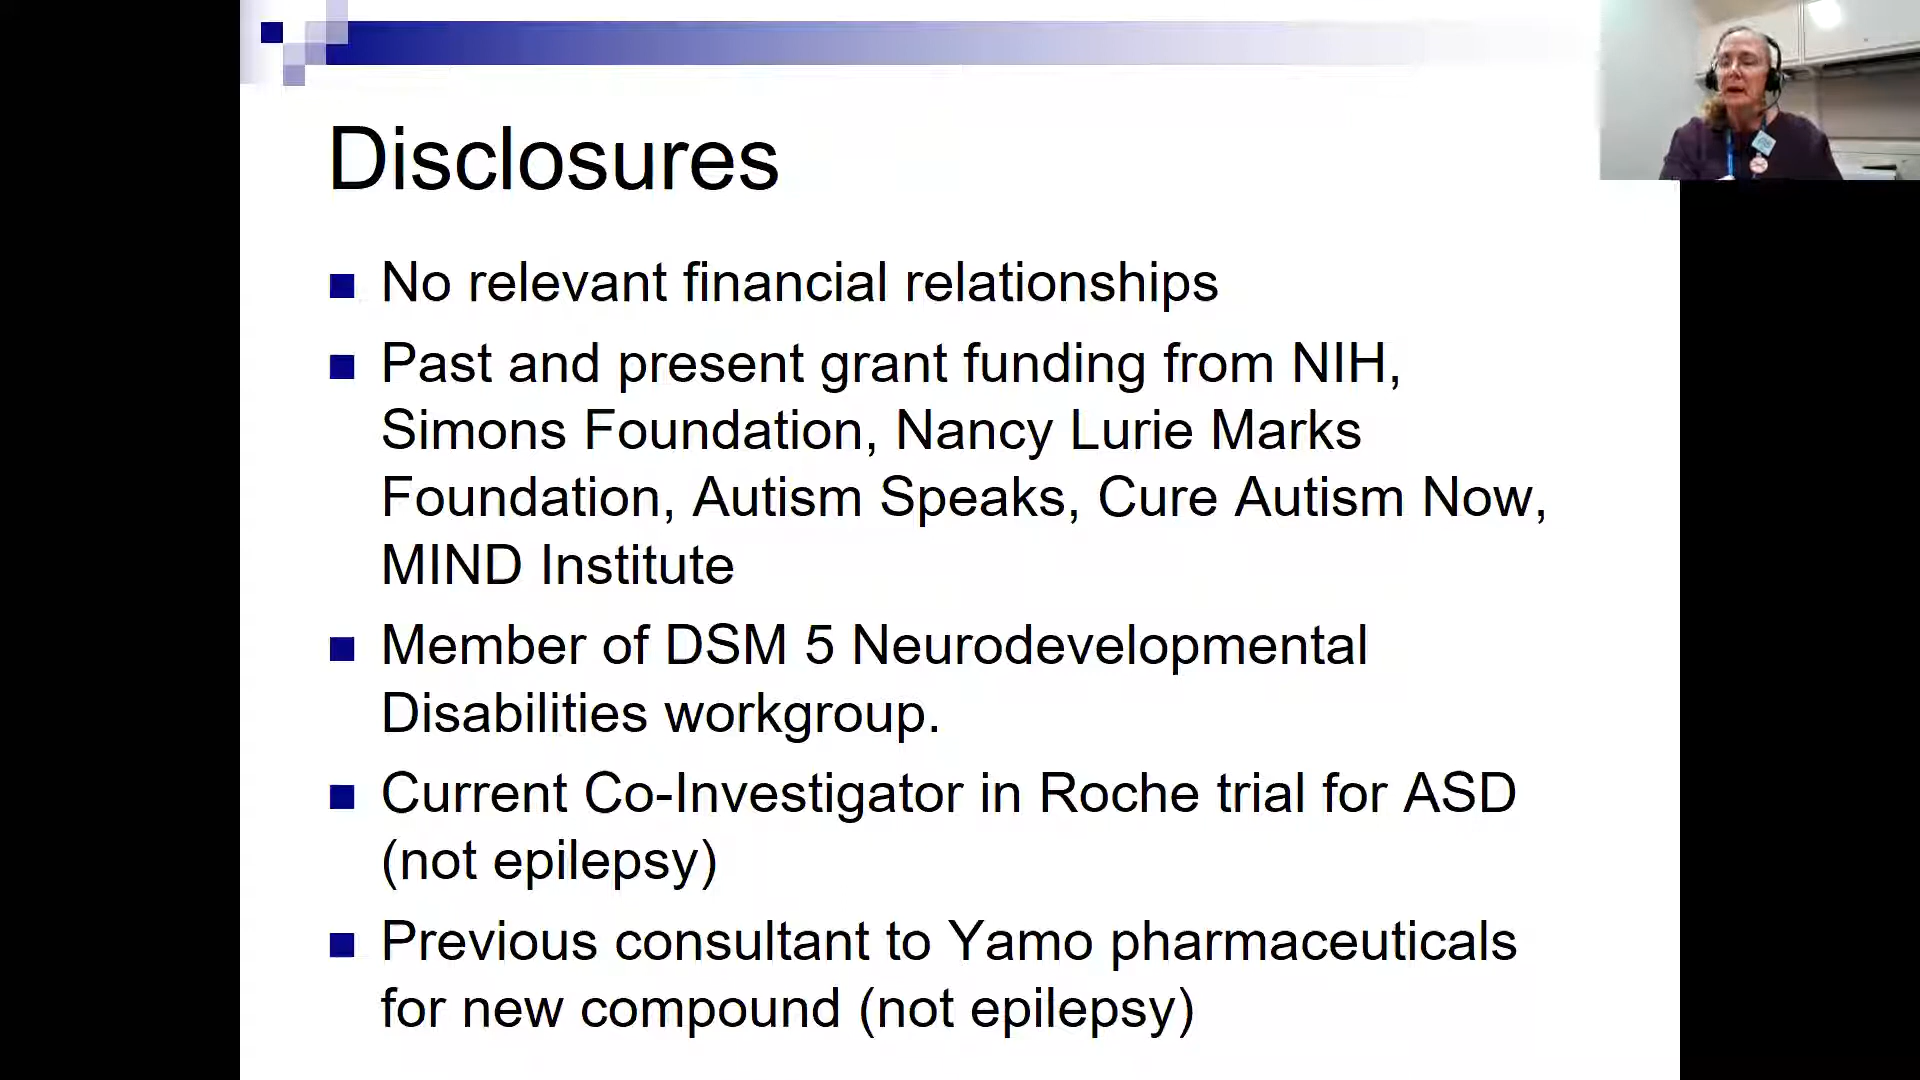 Disclosures
No relevant financial relationships
Past and present grant funding from NIH,
Simons Foundation, Nancy Lurie Marks
Foundation, Autism Speaks, Cure Autism Now,
MIND Institute
Member of DSM 5 Neurodevelopmental
Disabilities workgroup.
Current Co-Investigator in Roche trial for ASD
(not epilepsy)
Previous consultant to Yamo pharmaceuticals
for new compound (not epilepsy)